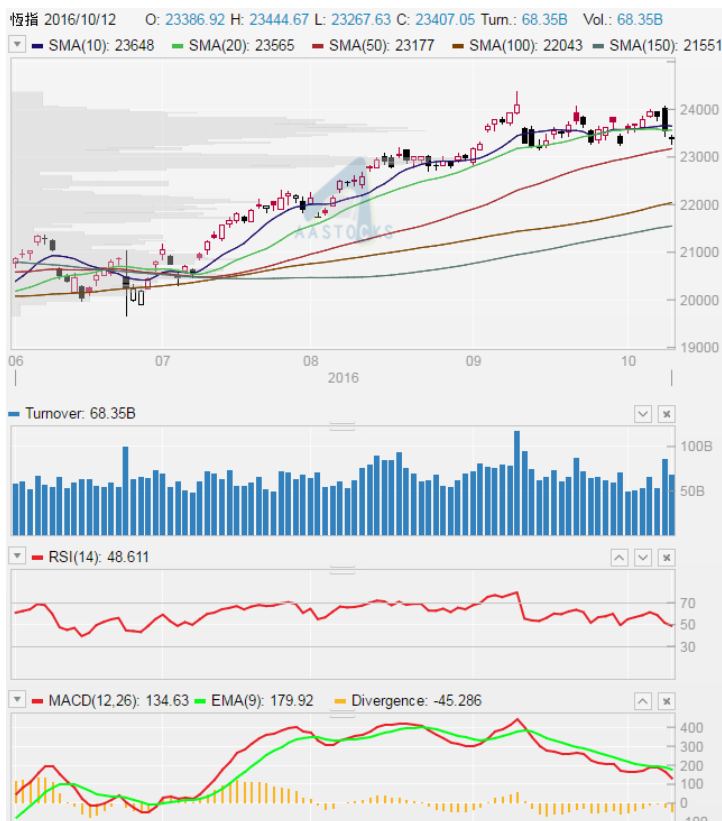 恆指 2016/10/12 O: 23386.92 H: 23444.67 L: 23267.63 C: 23407.05 Turn.: 68.35B Vol.: 68.35B
SMA(10): 23648 SMA(20): 23565 SMA(50): 23177 SMA(100): 22043 SMA(150): 21551
24000
23000
22000
AASTOCKS
21000
20000
19000
06 07 08 09 10
2016
Turnover: 68.35B
100B
50B
RSI(14): 48.611
70
50
30
MACD(12,26): 134.63 EMA(9): 179.92 Divergence: -45.286
400
300
200
100
0
-100